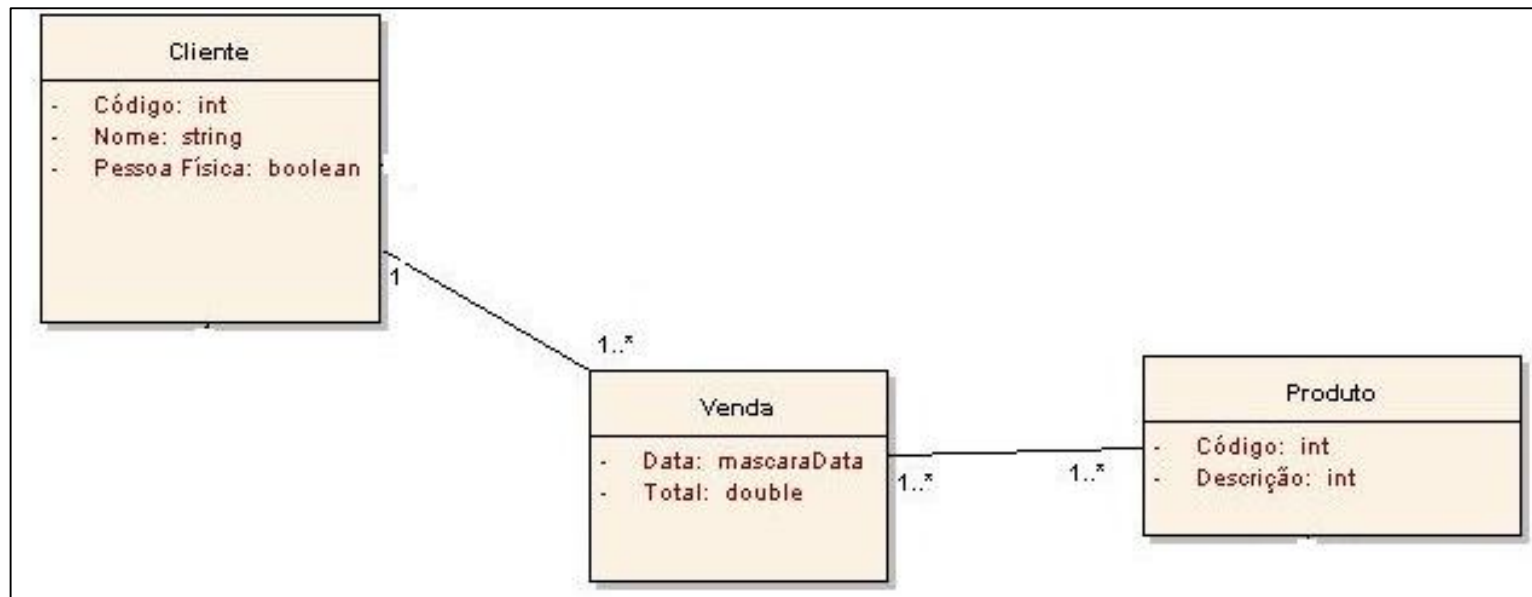 Cliente
- Código: int
- Nome: string
- Pessoa Física: boolean
1
1..*
Venda
- Data: mascaraData
- Total: double
1..*
1..*
Produto
- Código: int
- Descrição: int